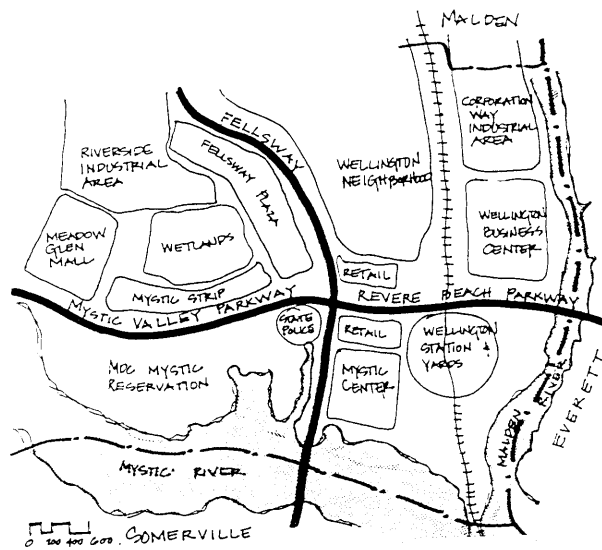 MALDEN
CORPORATION
WAY
INDUSTRIAL
AREA
FELLSWAY
FELLSWAY PLAZA
RIVERSIDE
INDUSTRIAL
AREA
WELLINGTON
NEIGHBORHOOD
MEADOW
GLEN
MALL
WETLANDS
WELLINGTON
BUSINESS
CENTER
RETAIL
MYSTIC STRIP
MYSTIC VALLEY PARKWAY
REVERE BEACH PARKWAY
STATE
POLICE
RETAIL
WELLINGTON
STATION
YARDS
MDC MYSTIC
RESERVATION
MYSTIC
CENTER
MALDEN RIVER
EVERETT
MYSTIC RIVER
SOMERVILLE
0 200 400 600